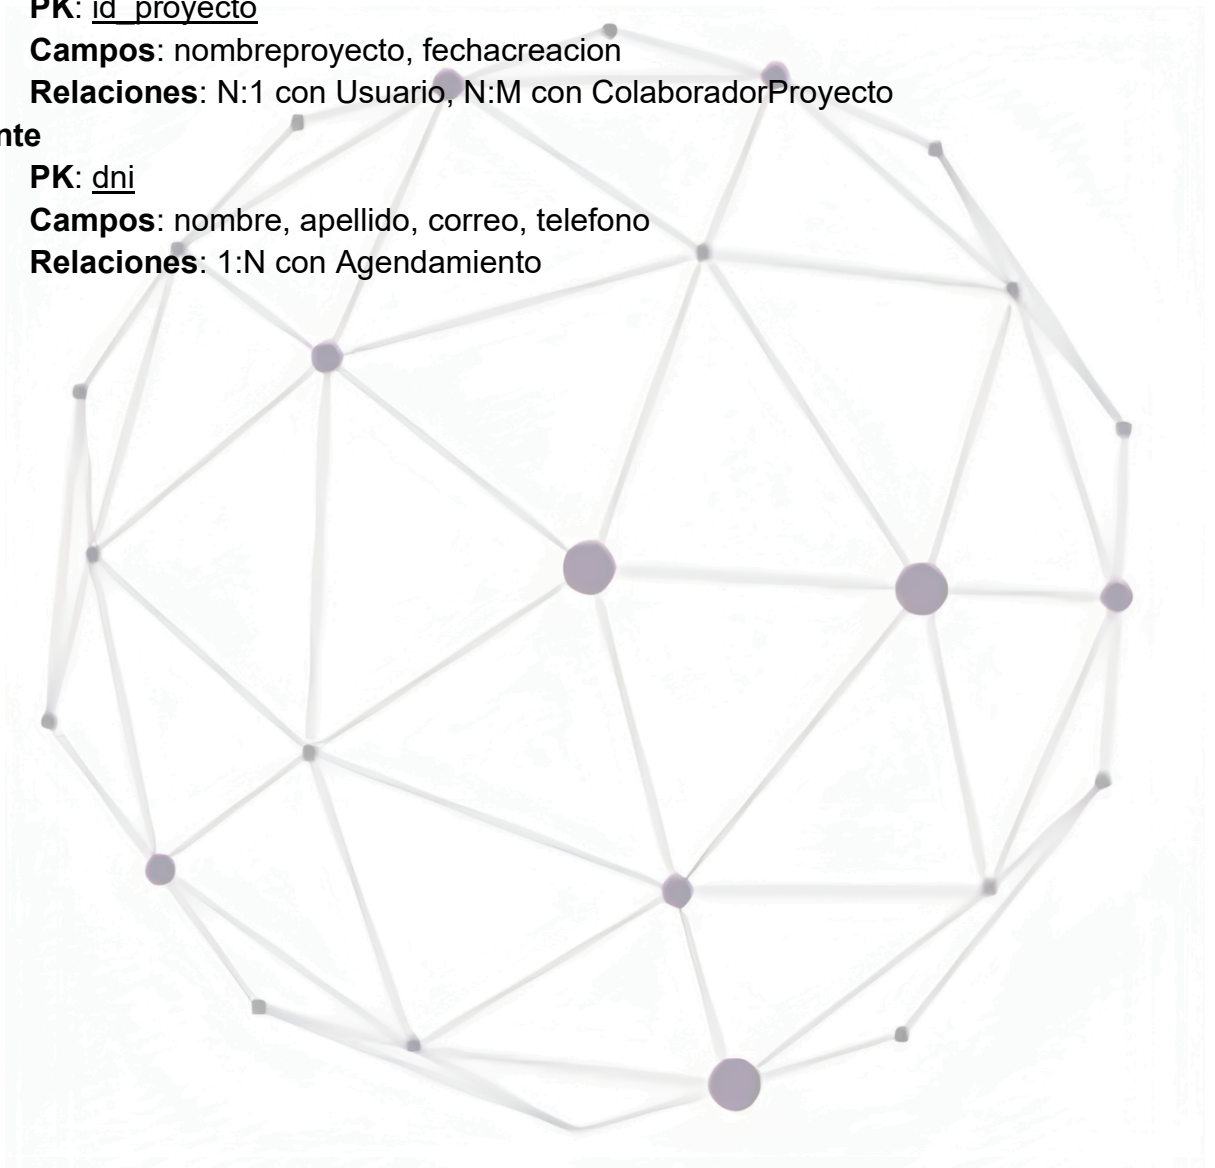 PK: id_proyecto
Campos: nombreproyecto, fechacreacion
Relaciones: N:1 con Usuario, N:M con ColaboradorProyecto
nte
PK: dni
Campos: nombre, apellido, correo, telefono
Relaciones: 1:N con Agendamiento